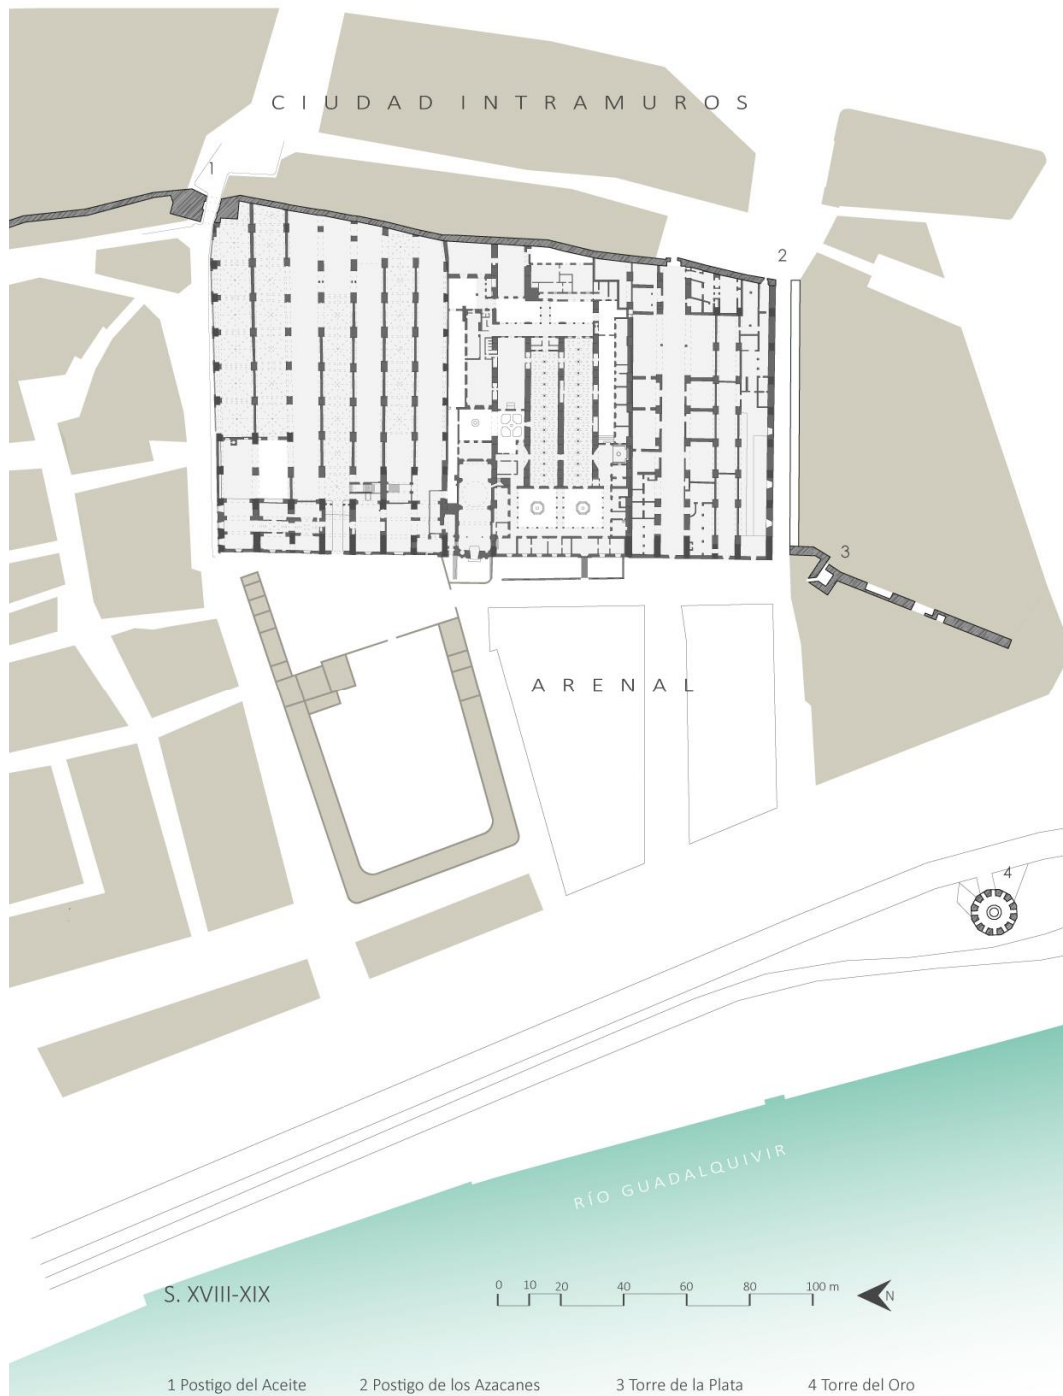 CIUDAD INTRAMUROS
1
2
3
ARENAL
4
RÍO GUADALQUIVIR
S. XVIII-XIX
0 10 20 40 60 80 100 m
N
1 Postigo del Aceite 2 Postigo de los Azacanes 3 Torre de la Plata 4 Torre del Oro